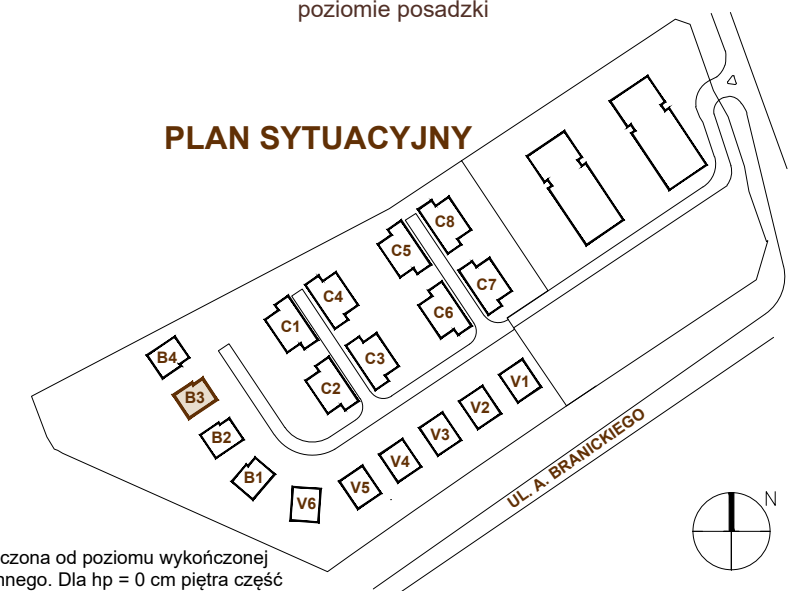 poziomie posadzki
PLAN SYTUACYJNY
C8
C5
C7
C4
C6
C1
C3
B4
C2
V1
B3
V2
B2
V3
V4
B1
V5
V6
UL. A. BRANICKIEGO
N
czona od poziomu wykończonej
nnego. Dla hp = 0 cm piętra część